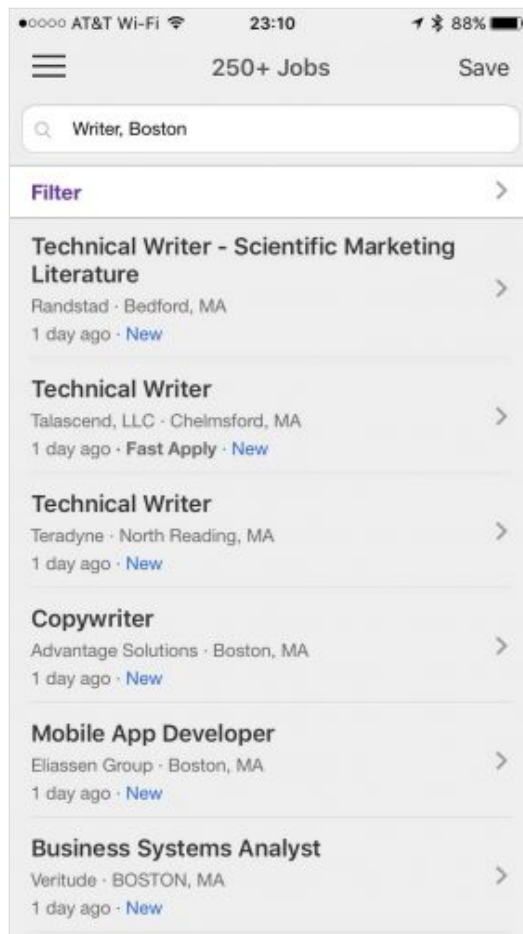 AT&T Wi-Fi 23:10 88%
250+ Jobs Save
Writer, Boston
Filter
Technical Writer - Scientific Marketing
Literature
Randstad · Bedford, MA
1 day ago · New
Technical Writer
Talascend, LLC · Chelmsford, MA
1 day ago · Fast Apply · New
Technical Writer
Teradyne · North Reading, MA
1 day ago · New
Copywriter
Advantage Solutions · Boston, MA
1 day ago · New
Mobile App Developer
Eliassen Group · Boston, MA
1 day ago · New
Business Systems Analyst
Veritude · BOSTON, MA
1 day ago · New